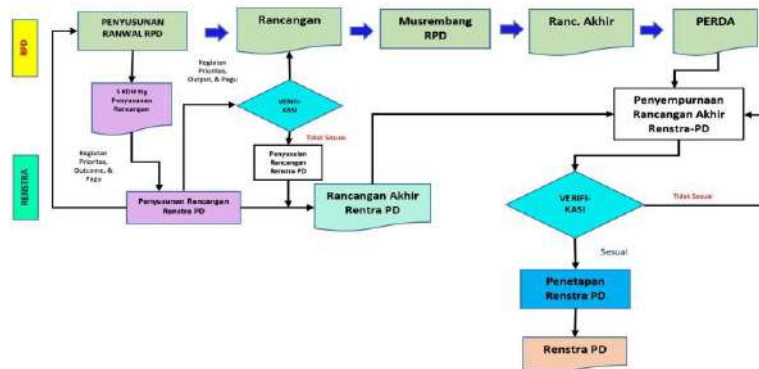 RPD
PENYUSUNAN
RANWAL RPD
Rancangan
Musrembang
RPD
Ranc. Akhir
PERDA
Kegiatan
Prioritas,
Output, & Pagu
Penyusunan
Rancangan
VERIFI-
KASI
Tidak Sesuai
Penyempurnaan
Rancangan Akhir
Renstra-PD
Kegiatan
Prioritas,
Outcome, &
Pagu
Rancangan
Renstra PD
RENSTRA
Penyusunan Rancangan
Renstra PD
Rancangan Akhir
Rentra PD
VERIFI-
KASI
Tidak Sesuai
Sesuai
Penetapan
Renstra PD
Renstra PD